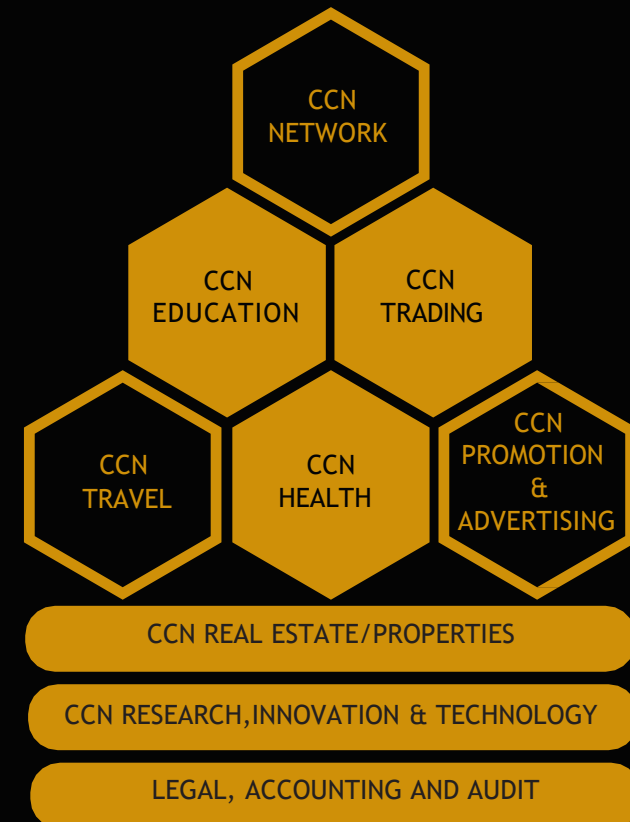 CCN
NETWORK
CCN
EDUCATION
CCN
TRADING
CCN
TRAVEL
CCN
HEALTH
CCN
PROMOTION
&
ADVERTISING
CCN REAL ESTATE/PROPERTIES
CCN RESEARCH,INNOVATION & TECHNOLOGY
LEGAL, ACCOUNTING AND AUDIT